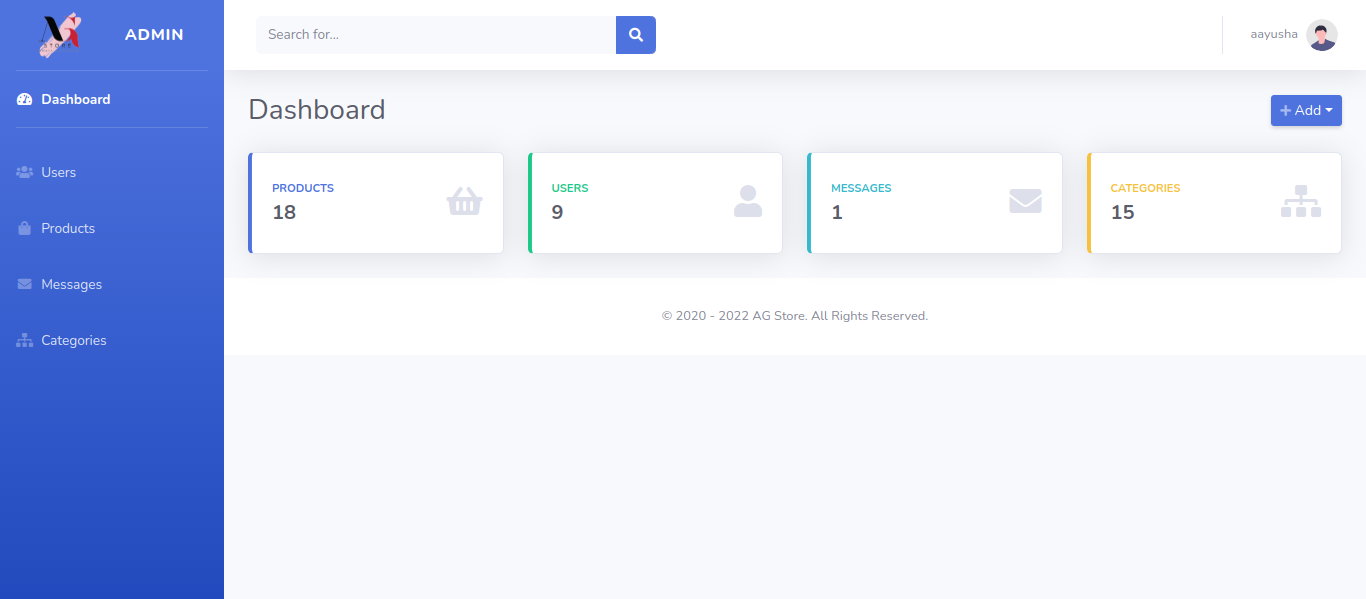 STORE
ADMIN
Dashboard
Users
Products
Messages
Categories
Search for...
aayusha
Dashboard
+ Add
PRODUCTS
18
USERS
9
MESSAGES
1
CATEGORIES
15
© 2020 - 2022 AG Store. All Rights Reserved.